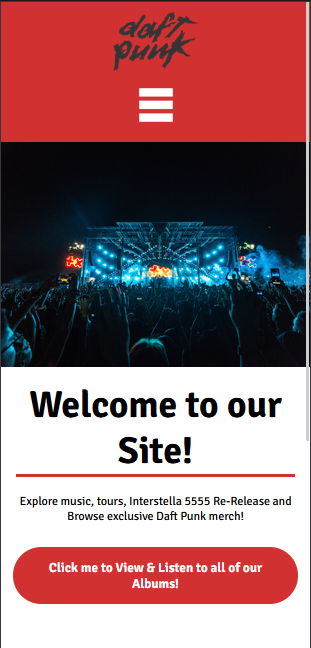 daft
punk
Welcome to our
Site!
Explore music, tours, Interstella 5555 Re-Release and
Browse exclusive Daft Punk merch!
Click me to View & Listen to all of our
Albums!